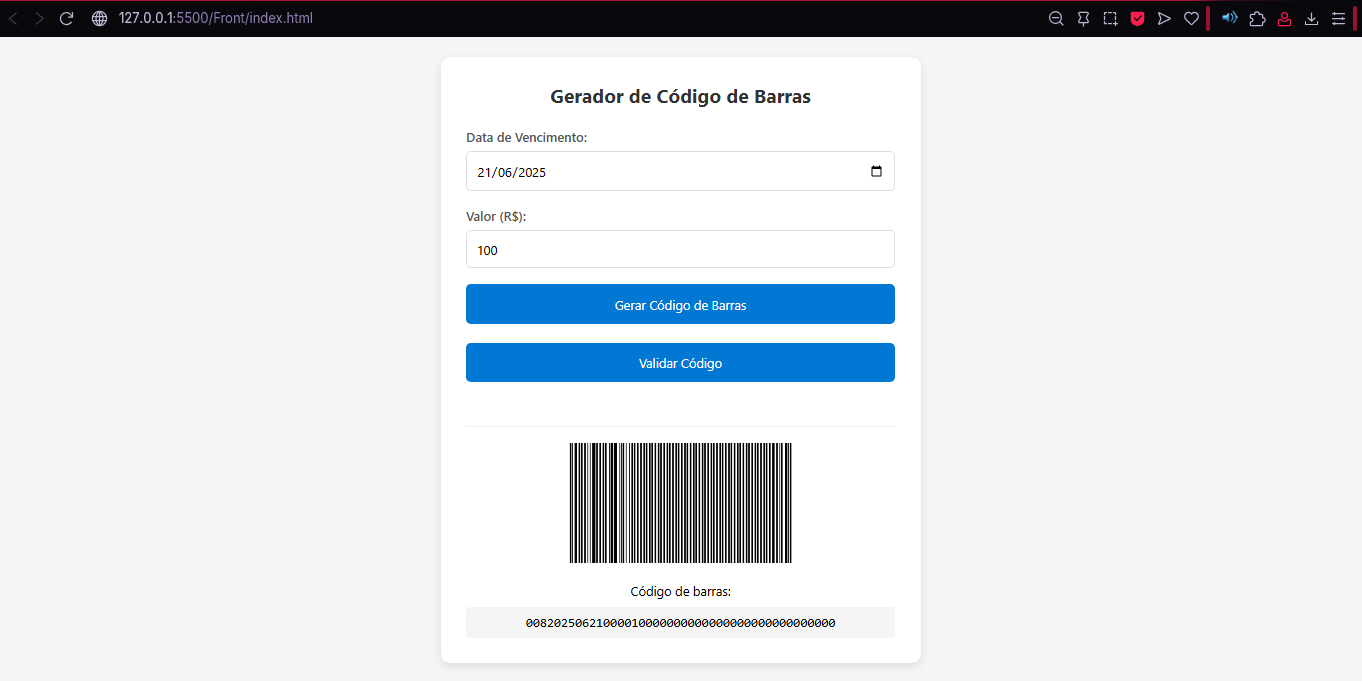 127.0.0.1:5500/Front/index.html
Gerador de Código de Barras
Data de Vencimento:
21/06/2025
Valor (R$):
100
Gerar Código de Barras
Validar Código
Código de barras:
00820250621000010000000000000000000000000000